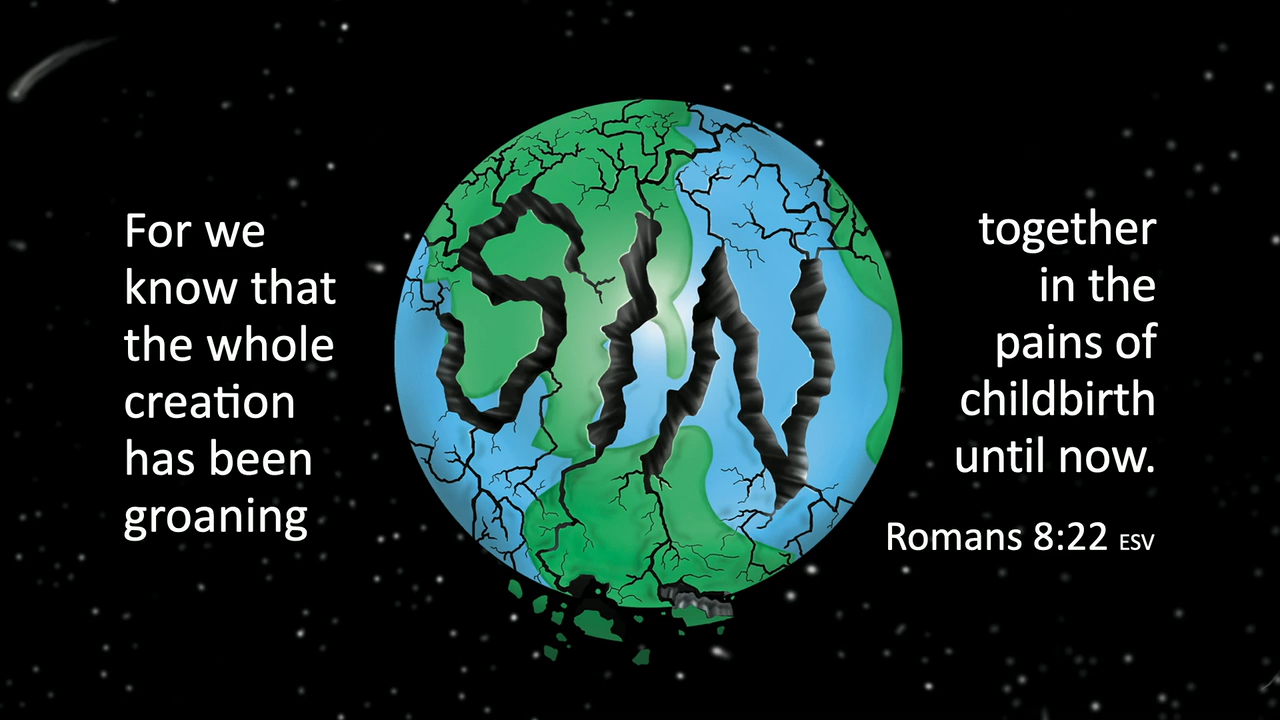 For we
know that
the whole
creation
has been
groaning
SIN
together
in the
pains of
childbirth
until now.
Romans 8:22 ESV